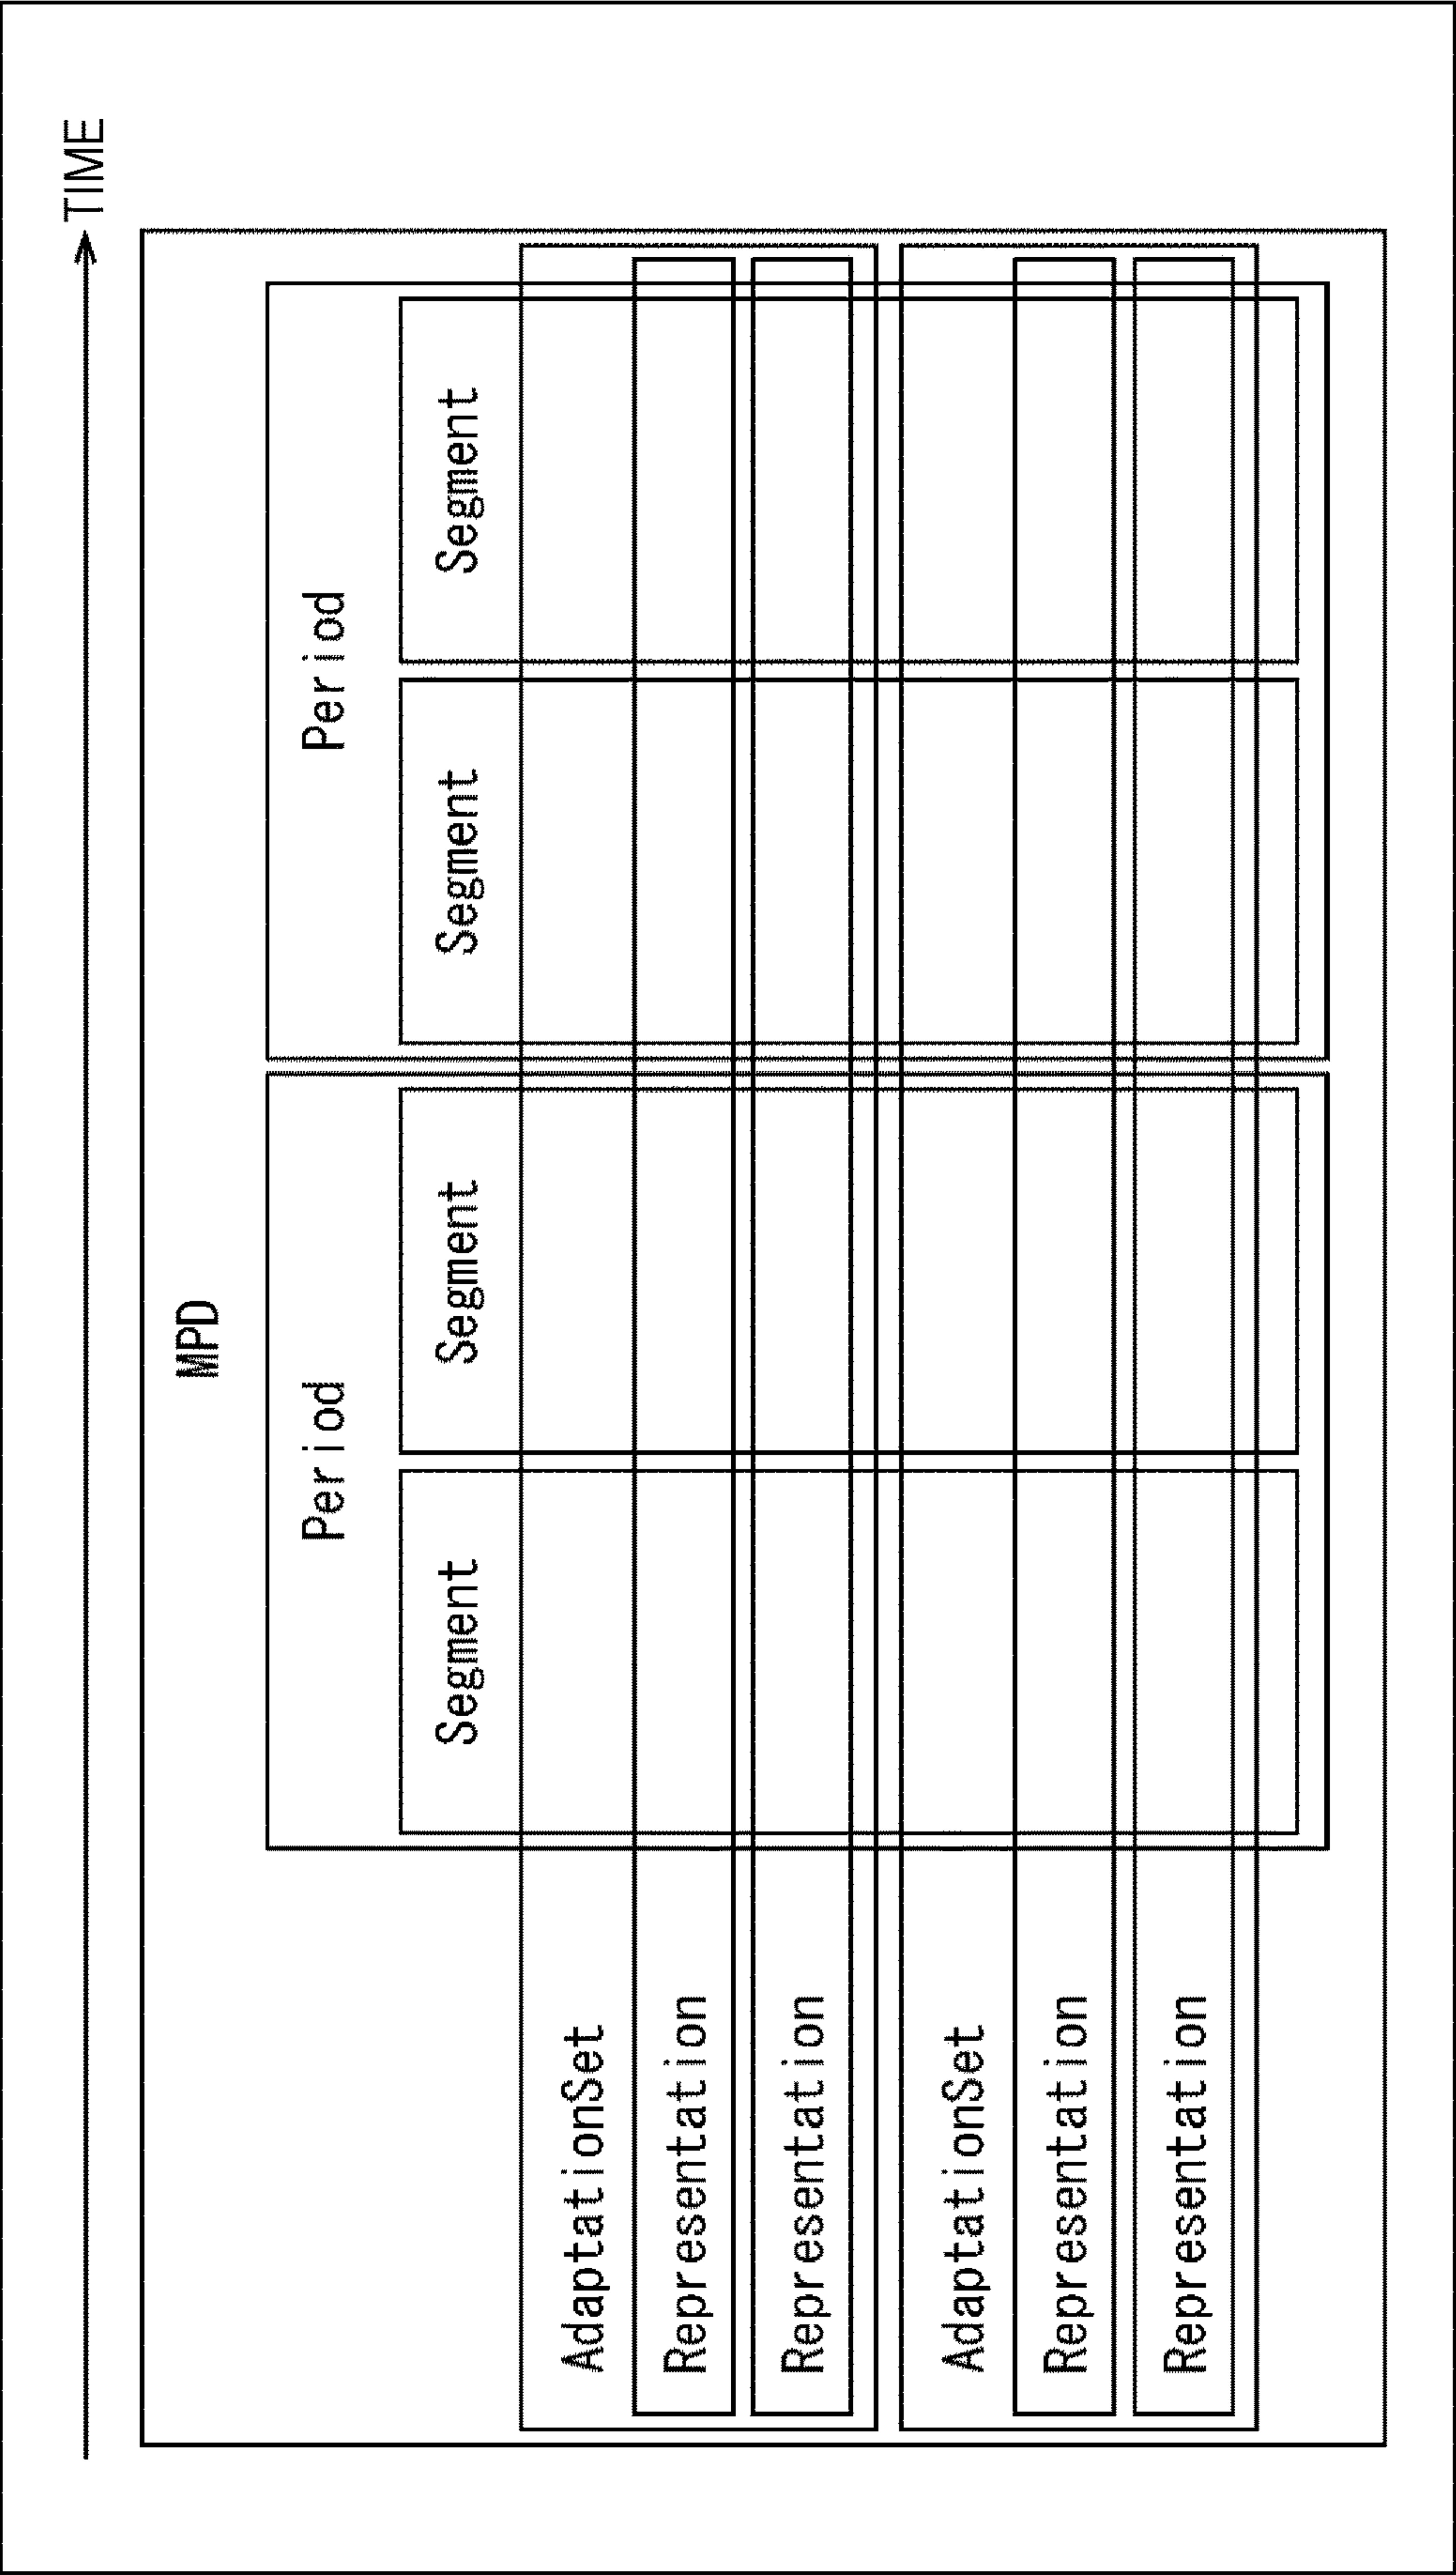 TIME
MPD
Period
Period
Segment
Segment
Segment
Segment
AdaptationSet
Representation
Representation
AdaptationSet
Representation
Representation